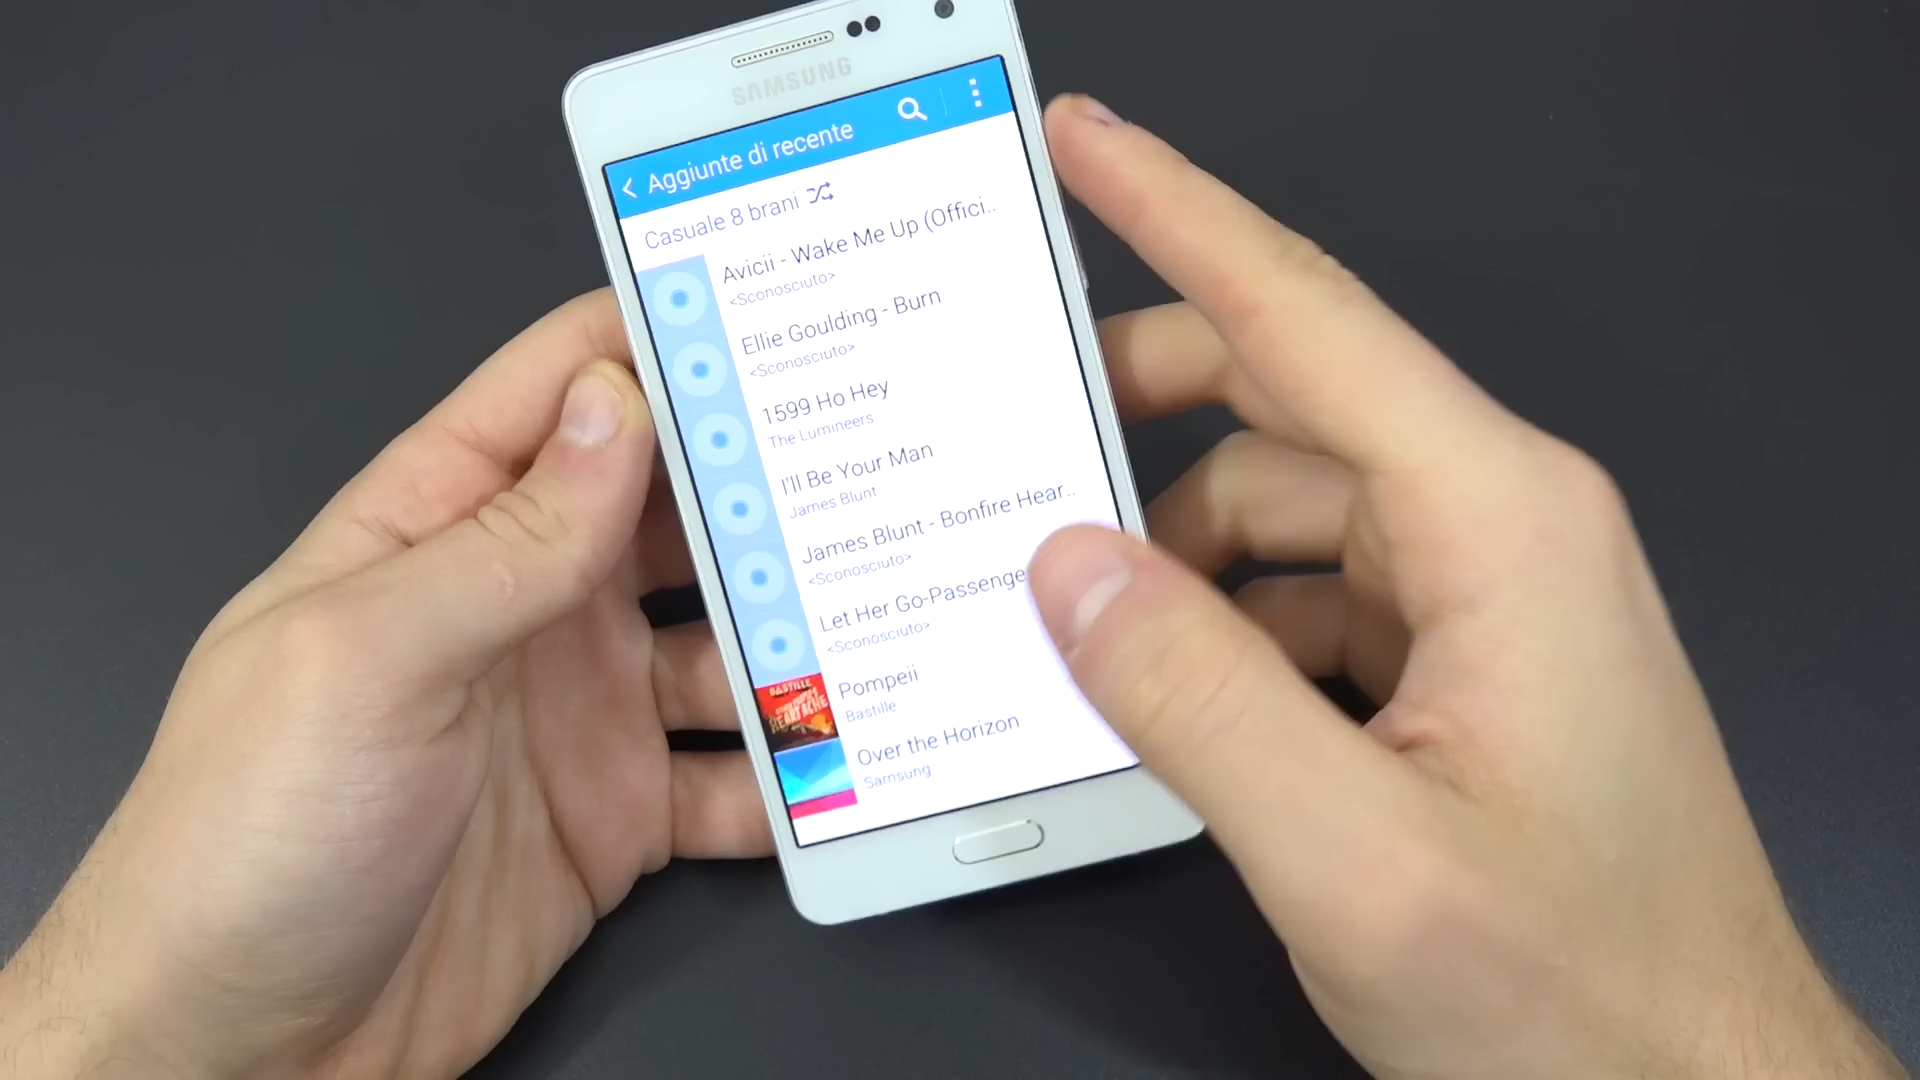 SAMSUNG
Aggiunte di recente
Casuale 8 brani
Avicii - Wake Me Up (Offici..
<Sconosciuto>
Ellie Goulding - Burn
<Sconosciuto>
1599 Ho Hey
The Lumineers
I'll Be Your Man
James Blunt
James Blunt - Bonfire Hear..
<Sconosciuto>
Let Her Go-Passenge
<Sconosciuto>
BASTILLE
HEARTACHE
Pompeii
Bastille
Over the Horizon
Samsung